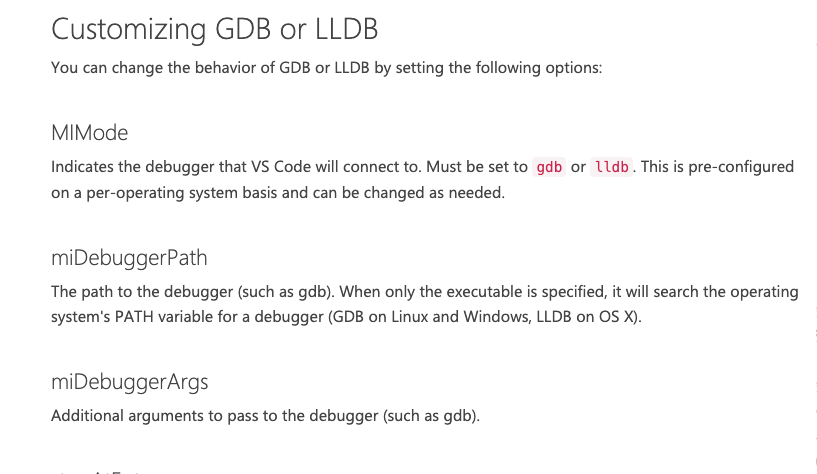 Customizing GDB or LLDB
You can change the behavior of GDB or LLDB by setting the following options:
MIMode
Indicates the debugger that VS Code will connect to. Must be set to gdb or lldb. This is pre-configured
on a per-operating system basis and can be changed as needed.
miDebuggerPath
The path to the debugger (such as gdb). When only the executable is specified, it will search the operating
system's PATH variable for a debugger (GDB on Linux and Windows, LLDB on OS X).
miDebuggerArgs
Additional arguments to pass to the debugger (such as gdb).